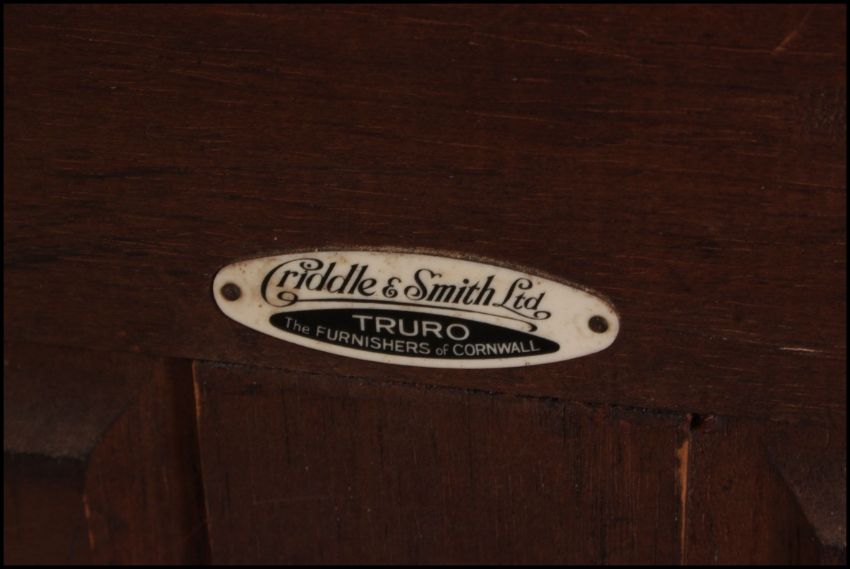 Criddle & Smith Ltd
TRURO
The FURNISHERS of CORNWALL